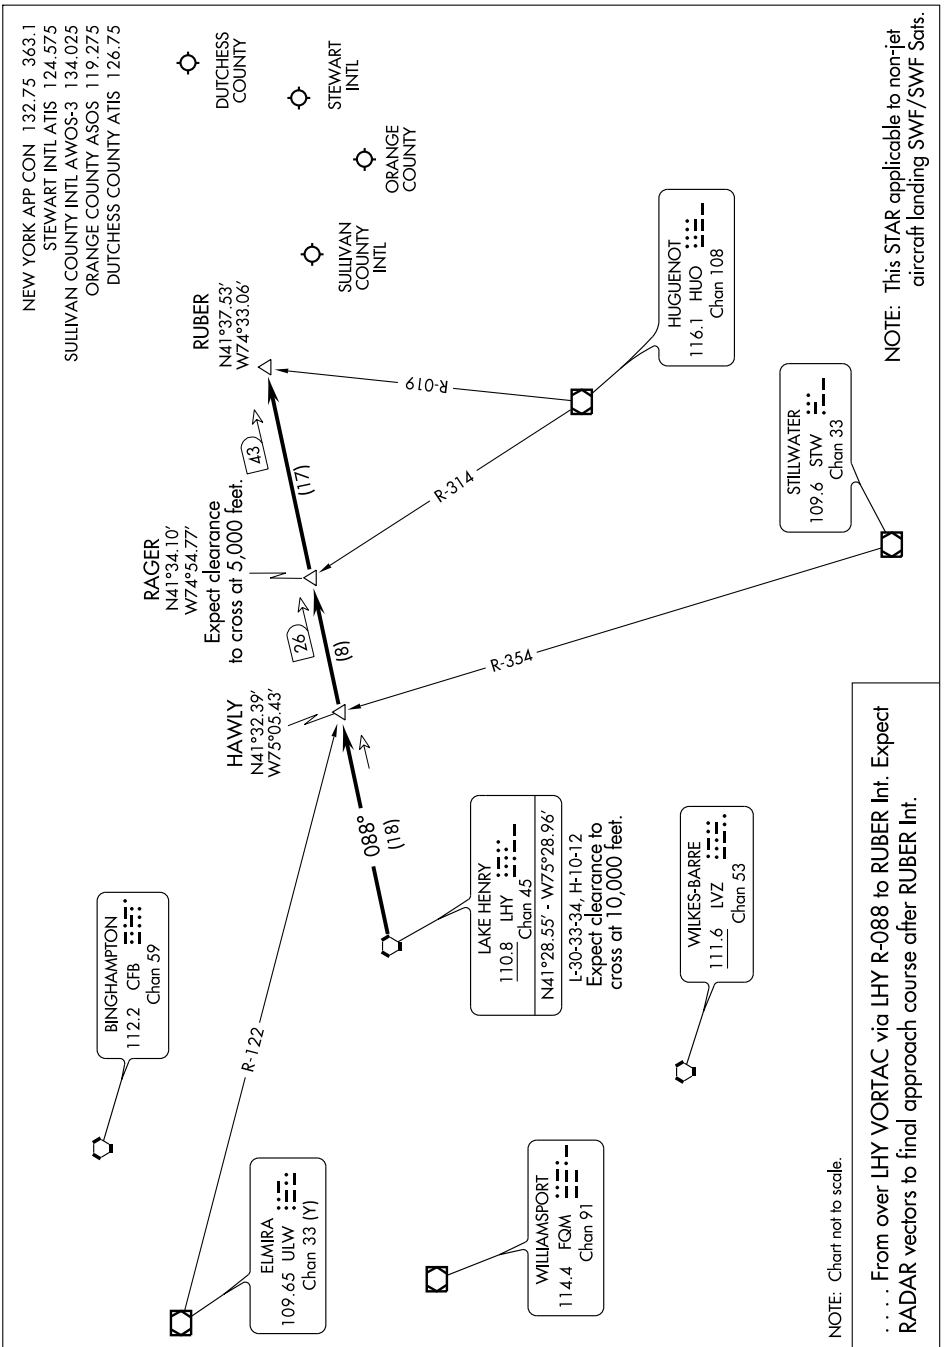 NEW YORK APP CON 132.75 363.1
STEWART INTL ATIS 124.575
SULLIVAN COUNTY INTL AWOS-3 134.025
ORANGE COUNTY ASOS 119.275
DUTCHESS COUNTY ATIS 126.75
DUTCHESS
COUNTY
STEWART
INTL
ORANGE
COUNTY
SULLIVAN
COUNTY
INTL
RUBER
N41°37.53′
W74°33.06′
RAGER
N41°34.10′
W74°54.77′
Expect clearance
to cross at 5,000 feet.
HAWLY
N41°32.39′
W75°05.43′
43
(17)
26
(8)
088°
(18)
R-019
R-314
R-354
R-122
BINGHAMPTON
112.2 CFB
Chan 59
ELMIRA
109.65 ULW
Chan 33 (Y)
LAKE HENRY
110.8 LHY
Chan 45
N41°28.55′ - W75°28.96′
L-30-33-34, H-10-12
Expect clearance to
cross at 10,000 feet.
HUGUENOT
116.1 HUO
Chan 108
STILLWATER
109.6 STW
Chan 33
WILKES-BARRE
111.6 LVZ
Chan 53
WILLIAMSPORT
114.4 FQM
Chan 91
NOTE: This STAR applicable to non-jet
aircraft landing SWF/SWF Sats.
NOTE: Chart not to scale.
. . . . From over LHY VORTAC via LHY R-088 to RUBER Int. Expect
RADAR vectors to final approach course after RUBER Int.